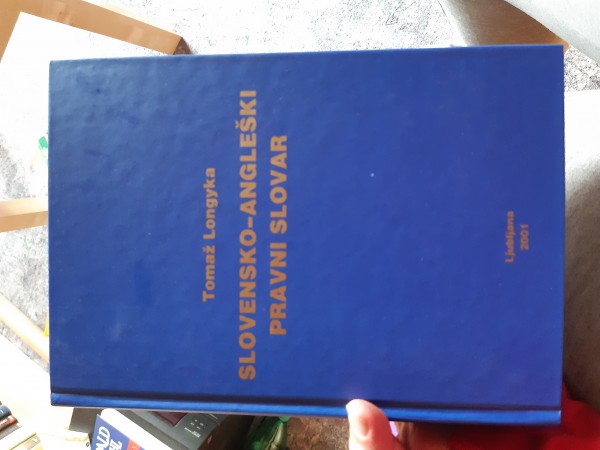 Tomaž Longyka
SLOVENSKO-ANGLEŠKI
PRAVNI SLOVAR
Ljubljana
2001